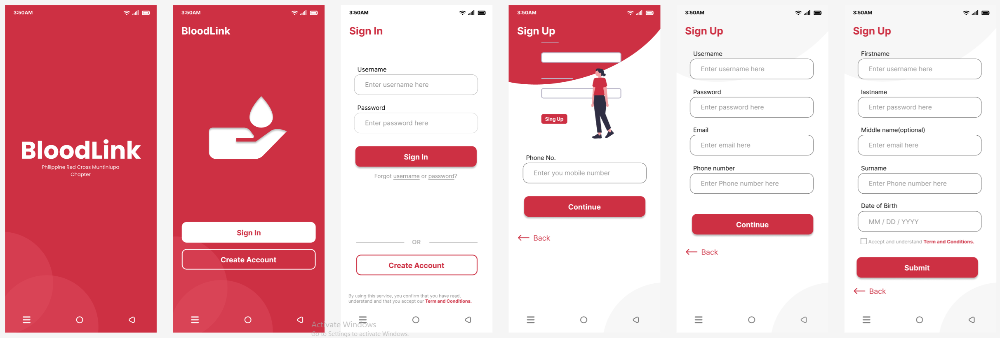 3:50AM
BloodLink
Philippine Red Cross Muntinlupa
Chapter
3:50AM
BloodLink
Sign In
Create Account
3:50AM
Sign In
Username
Enter username here
Password
Enter password here
Sign In
Forgot username or password?
OR
Create Account
By using this service, you confirm that you have read,
understand and that you accept our Term and Conditions.
3:50AM
Sign Up
Sing Up
Phone No.
Enter you mobile number
Continue
Back
3:50AM
Sign Up
Username
Enter username here
Password
Enter password here
Email
Enter email here
Phone number
Enter Phone number here
Continue
Back
3:50AM
Sign Up
Firstname
Enter username here
lastname
Enter password here
Middle name(optional)
Enter email here
Surname
Enter Phone number here
Date of Birth
MM / DD / YYYY
Accept and understand Term and Conditions.
Submit
Back
Activate Windows
Go to Settings to activate Windows.